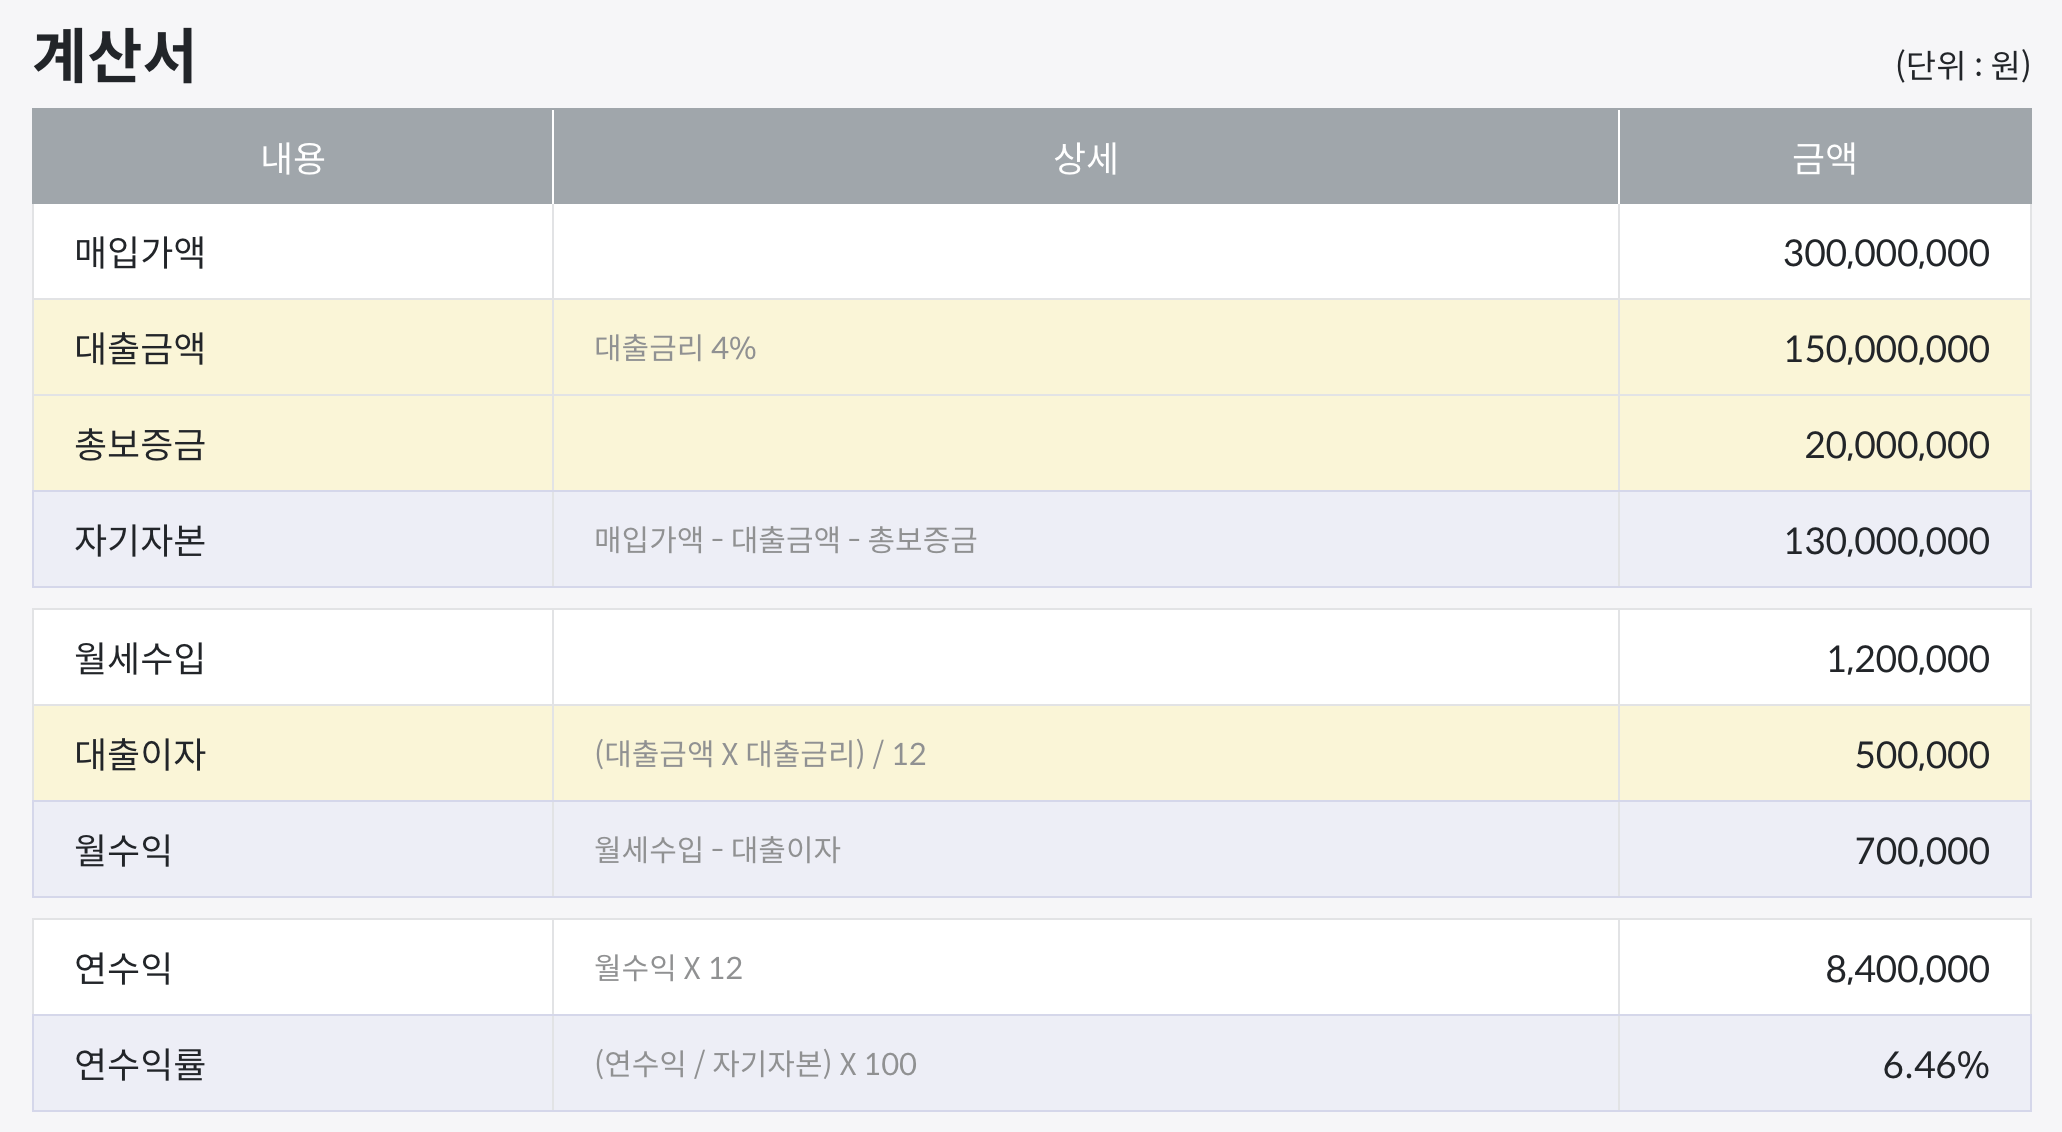 계산서
(단위 : 원)
내용 상세 금액
매입가액 300,000,000
대출금액 대출금리 4% 150,000,000
총보증금 20,000,000
자기자본 매입가액 - 대출금액 - 총보증금 130,000,000
월세수입 1,200,000
대출이자 (대출금액 X 대출금리) / 12 500,000
월수익 월세수입 - 대출이자 700,000
연수익 월수익 X 12 8,400,000
연수익률 (연수익 / 자기자본) X 100 6.46%